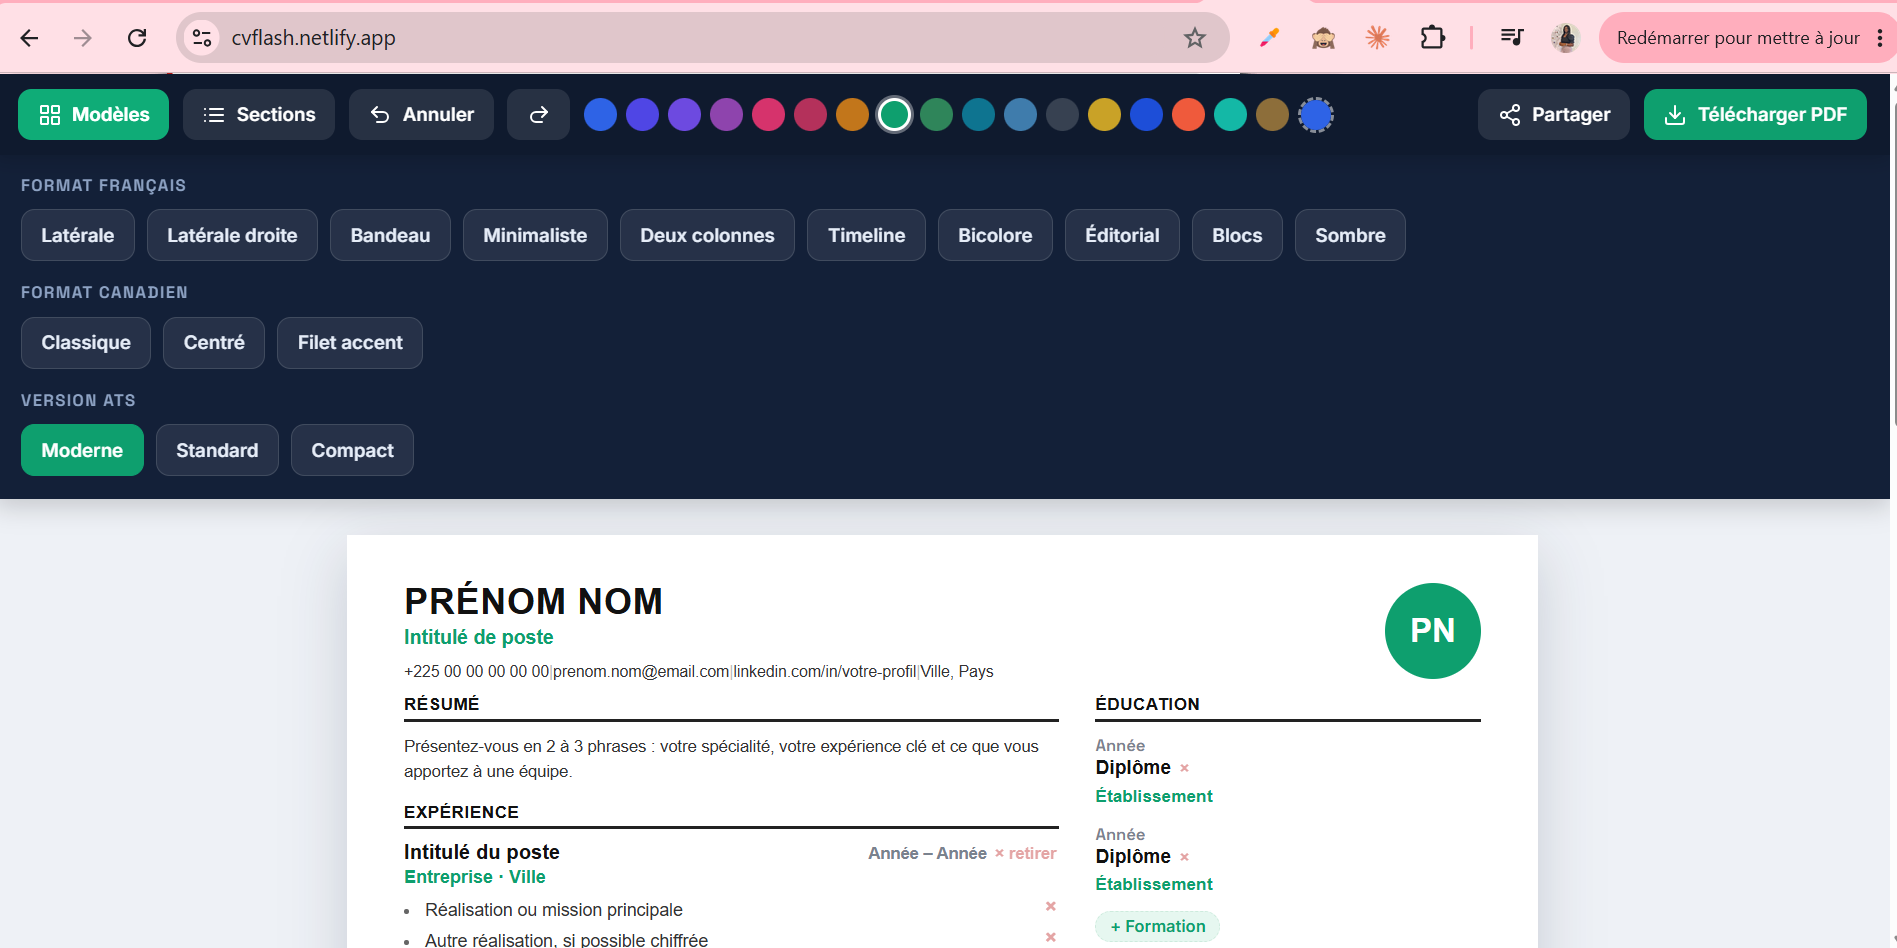 cvflash.netlify.app
Redémarrer pour mettre à jour
Modèles
Sections
Annuler
Partager
Télécharger PDF
FORMAT FRANÇAIS
Latérale
Latérale droite
Bandeau
Minimaliste
Deux colonnes
Timeline
Bicolore
Éditorial
Blocs
Sombre
FORMAT CANADIEN
Classique
Centré
Filet accent
VERSION ATS
Moderne
Standard
Compact
PRÉNOM NOM
Intitulé de poste
+225 00 00 00 00 00|prenom.nom@email.com|linkedin.com/in/votre-profil|Ville, Pays
PN
RÉSUMÉ
Présentez-vous en 2 à 3 phrases : votre spécialité, votre expérience clé et ce que vous
apportez à une équipe.
EXPÉRIENCE
Intitulé du poste
Année – Année × retirer
Entreprise · Ville
• Réalisation ou mission principale ×
• Autre réalisation, si possible chiffrée ×
ÉDUCATION
Année
Diplôme ×
Établissement
Année
Diplôme ×
Établissement
+ Formation